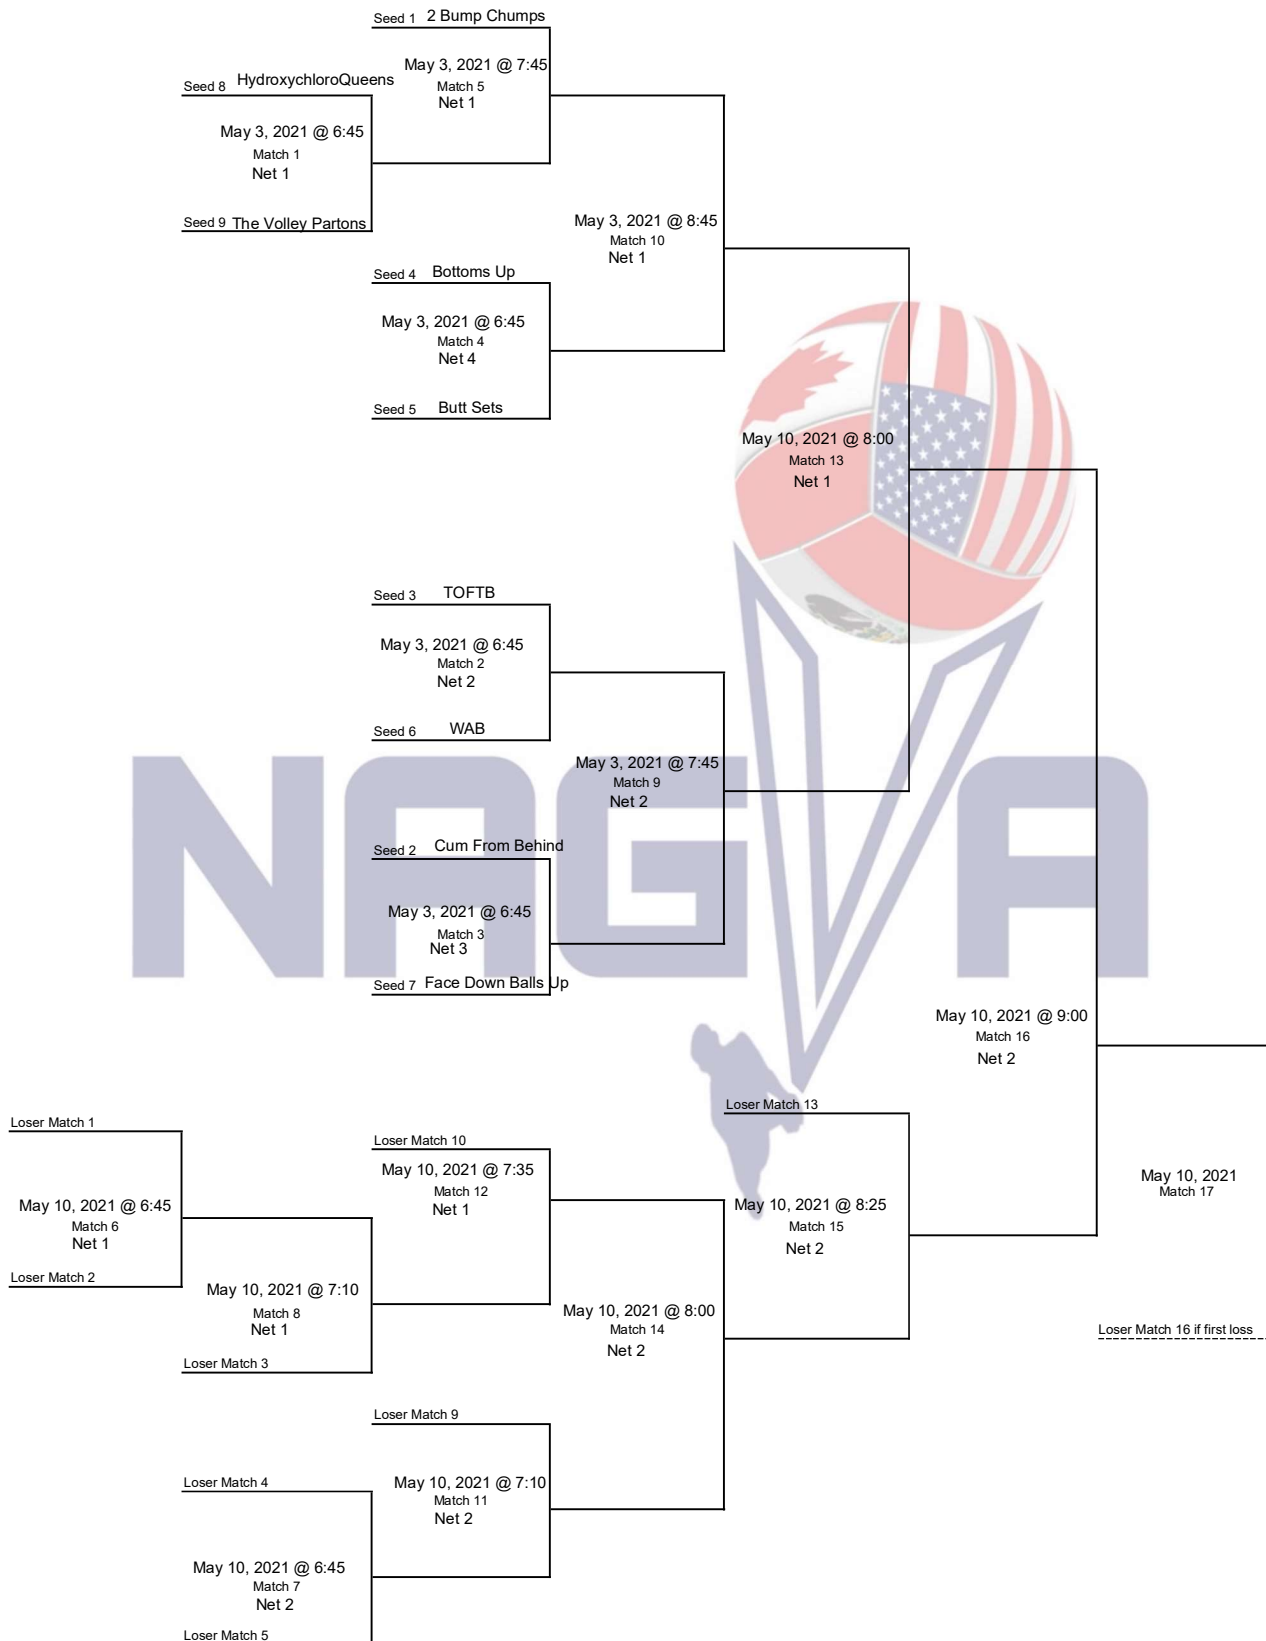 Seed 1 2 Bump Chumps
May 3, 2021 @ 7:45
Match 5
Net 1
Seed 8 HydroxychloroQueens
May 3, 2021 @ 6:45
Match 1
Net 1
Seed 9 The Volley Partons
May 3, 2021 @ 8:45
Match 10
Net 1
Seed 4 Bottoms Up
May 3, 2021 @ 6:45
Match 4
Net 4
Seed 5 Butt Sets
May 10, 2021 @ 8:00
Match 13
Net 1
Seed 3 TOFTB
May 3, 2021 @ 6:45
Match 2
Net 2
Seed 6 WAB
May 3, 2021 @ 7:45
Match 9
Net 2
NAGVA
Seed 2 Cum From Behind
May 3, 2021 @ 6:45
Match 3
Net 3
Seed 7 Face Down Balls Up
May 10, 2021 @ 9:00
Match 16
Net 2
Loser Match 13
Loser Match 1
Loser Match 10
May 10, 2021 @ 7:35
Match 12
Net 1
May 10, 2021 @ 6:45
Match 6
Net 1
May 10, 2021 @ 8:25
Match 15
Net 2
May 10, 2021
Match 17
Loser Match 2
May 10, 2021 @ 7:10
Match 8
Net 1
May 10, 2021 @ 8:00
Match 14
Net 2
Loser Match 16 if first loss
Loser Match 3
Loser Match 9
Loser Match 4
May 10, 2021 @ 7:10
Match 11
Net 2
May 10, 2021 @ 6:45
Match 7
Net 2
Loser Match 5